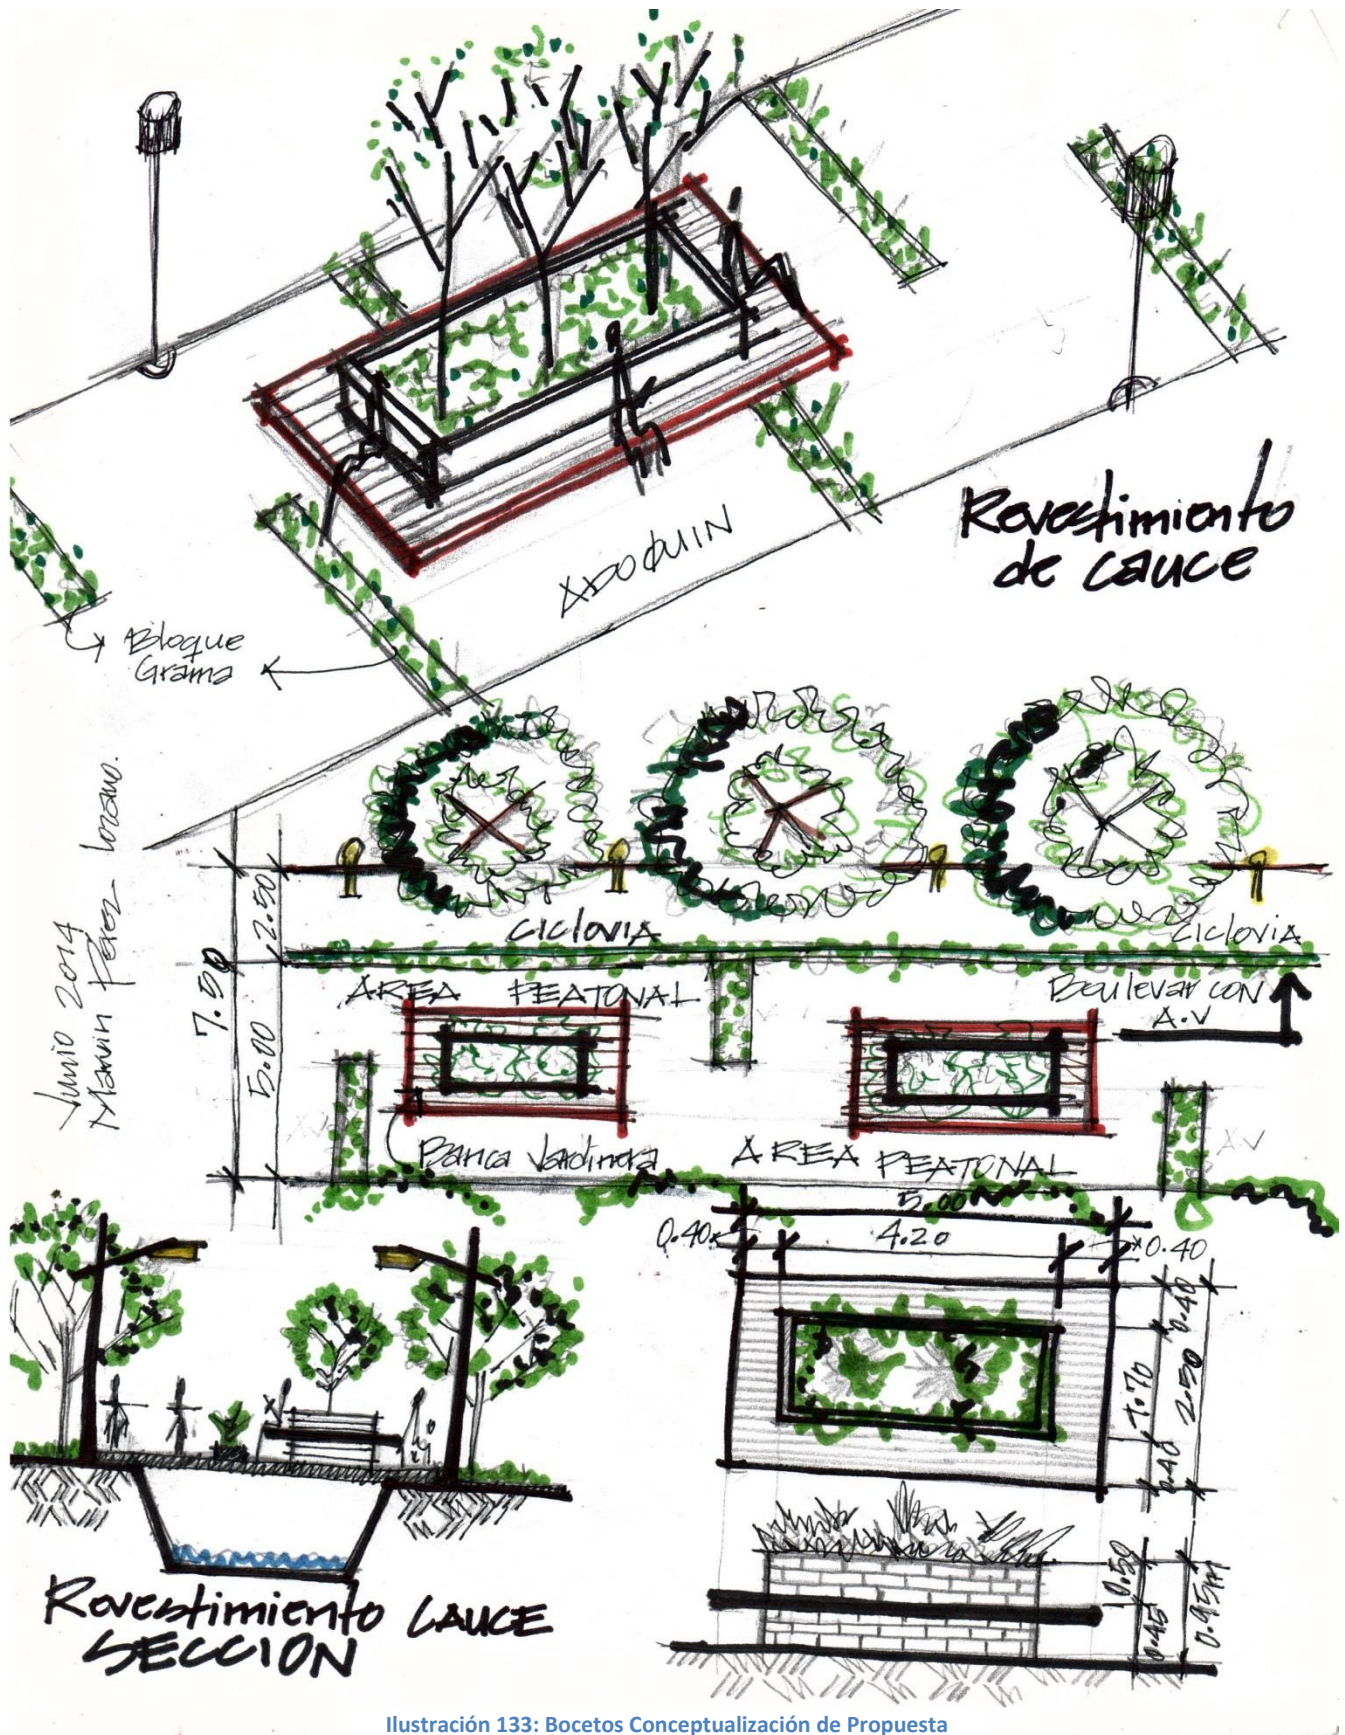 Revestimiento
de cauce
ADOQUIN
Bloque
Grama
Junio 2014
Marvin Pérez Lozano.
CICLOVIA
CICLOVIA
2.50
7.50
5.00
AREA PEATONAL
Boulevar con
A.V
Banca Jardinera
AREA PEATONAL
A.V
5.00
0.40
4.20
0.40
0.40
1.70
2.50
0.40
0.50
0.45
0.95m
Revestimiento CAUCE
SECCION
Ilustración 133: Bocetos Conceptualización de Propuesta